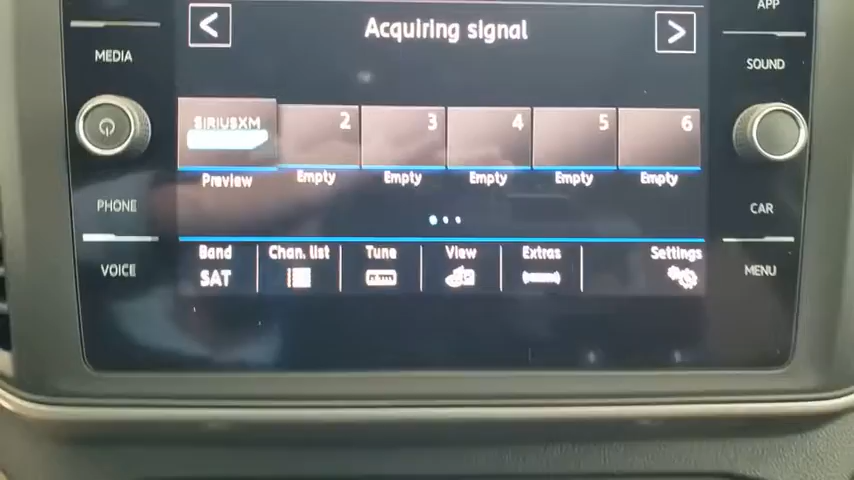 APP
Acquiring signal
MEDIA
SOUND
SIRIUSXM 2 3 4 5 6
Preview Empty Empty Empty Empty Empty
PHONE
CAR
Band Chan. list Tune View Extras Settings
SAT
VOICE
MENU